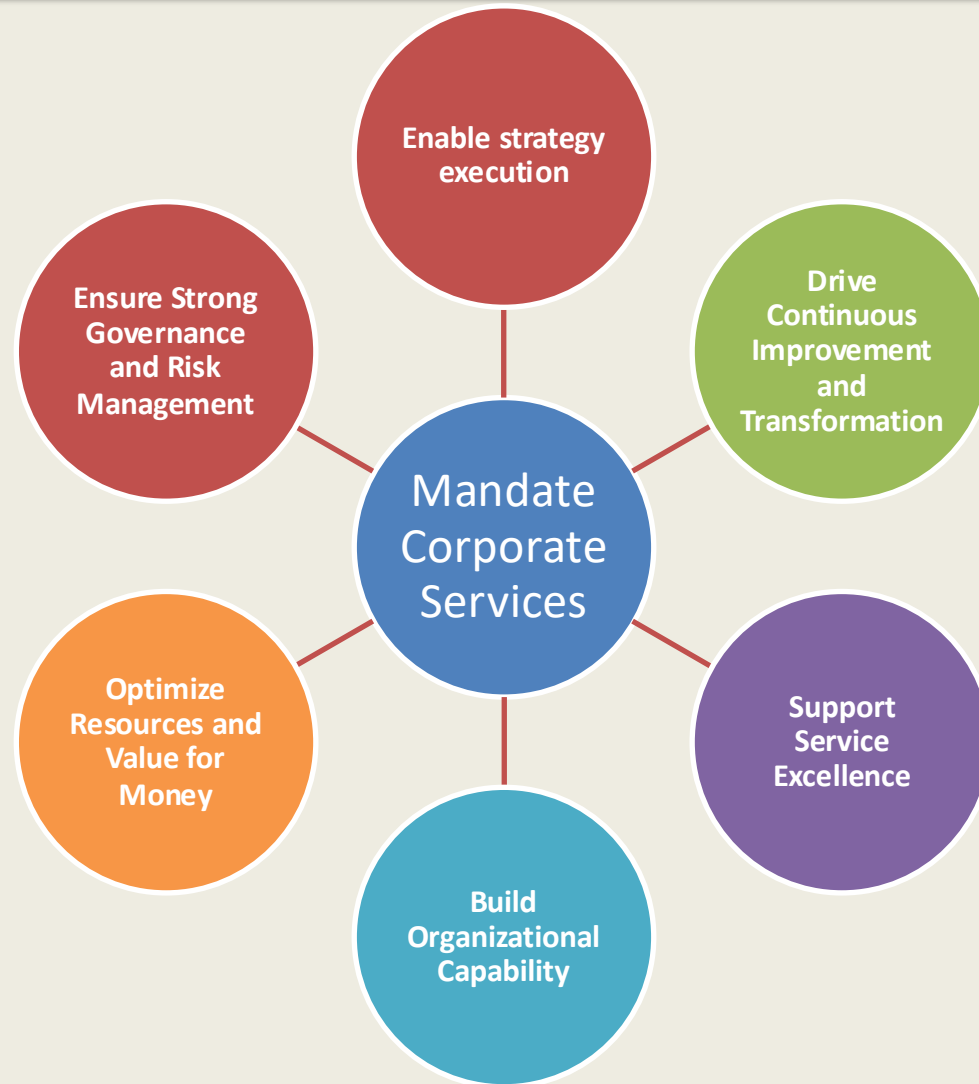 Enable strategy
execution
Ensure Strong
Governance
and Risk
Management
Drive
Continuous
Improvement
and
Transformation
Mandate
Corporate
Services
Optimize
Resources and
Value for
Money
Support
Service
Excellence
Build
Organizational
Capability